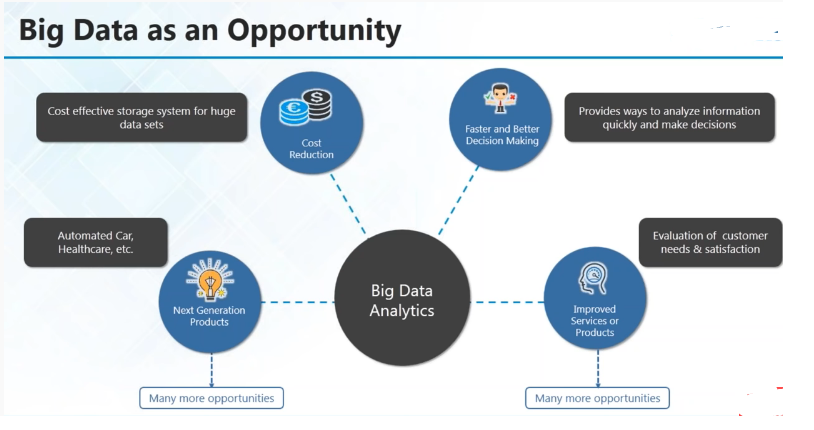 Big Data as an Opportunity
Cost effective storage system for huge
data sets
€
$
Cost
Reduction
Faster and Better
Decision Making
Provides ways to analyze information
quickly and make decisions
Automated Car,
Healthcare, etc.
Evaluation of customer
needs & satisfaction
Next Generation
Products
Big Data
Analytics
Improved
Services or
Products
Many more opportunities
Many more opportunities